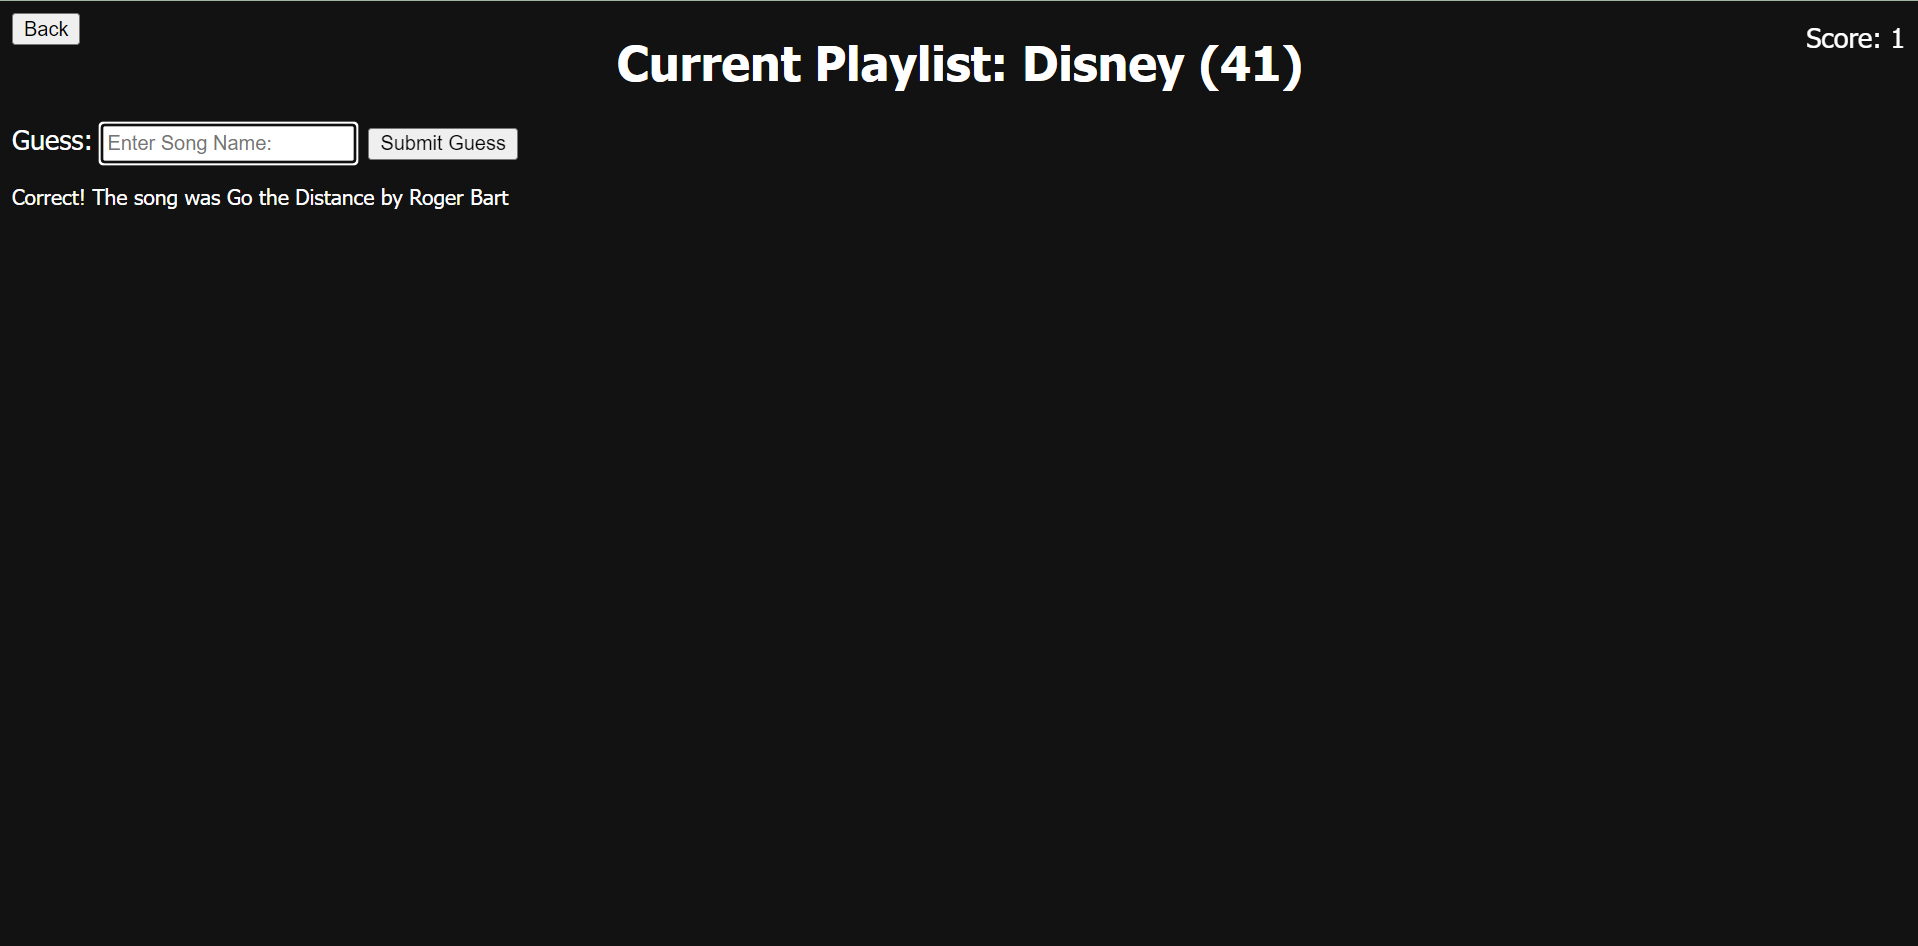 Back
Score: 1
Current Playlist: Disney (41)
Guess: Enter Song Name: Submit Guess
Correct! The song was Go the Distance by Roger Bart